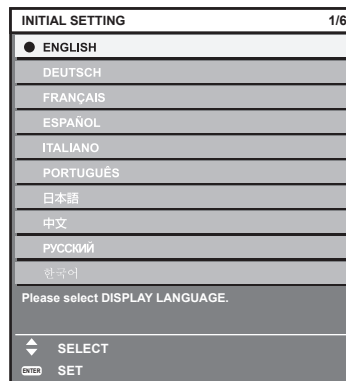 INITIAL SETTING 1/6
ENGLISH
DEUTSCH
FRANÇAIS
ESPAÑOL
ITALIANO
PORTUGUÊS
日本語
中文
РУССКИЙ
한국어
Please select DISPLAY LANGUAGE.
SELECT
ENTER SET